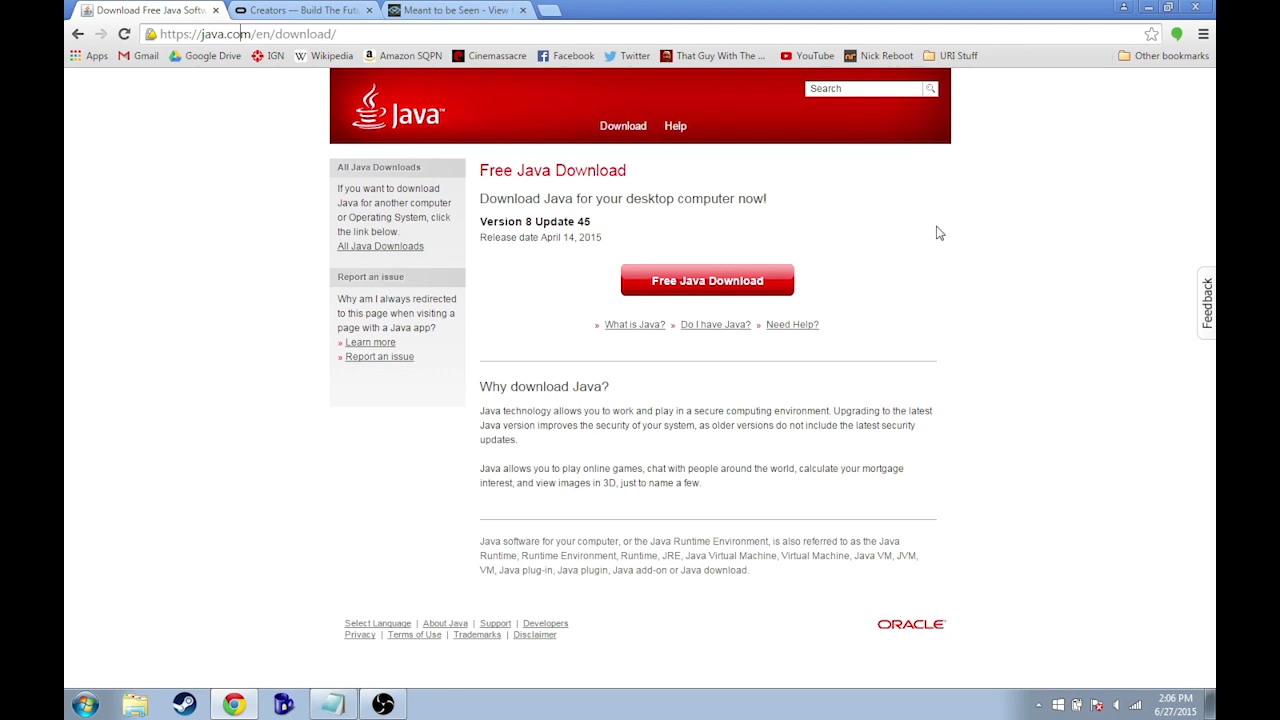 Download Free Java Softw
Creators — Build The Futu
Meant to be Seen - View
https://java.com/en/download/
Apps
Gmail
Google Drive
IGN
Wikipedia
Amazon SQPN
Cinemassacre
Facebook
Twitter
That Guy With The ...
YouTube
Nick Reboot
URI Stuff
Other bookmarks
Java™
Search
Download
Help
All Java Downloads
If you want to download
Java for another computer
or Operating System, click
the link below.
All Java Downloads
Report an issue
Why am I always redirected
to this page when visiting a
page with a Java app?
» Learn more
» Report an issue
Free Java Download
Download Java for your desktop computer now!
Version 8 Update 45
Release date April 14, 2015
Free Java Download
» What is Java? » Do I have Java? » Need Help?
Why download Java?
Java technology allows you to work and play in a secure computing environment. Upgrading to the latest
Java version improves the security of your system, as older versions do not include the latest security
updates.
Java allows you to play online games, chat with people around the world, calculate your mortgage
interest, and view images in 3D, just to name a few.
Java software for your computer, or the Java Runtime Environment, is also referred to as the Java
Runtime, Runtime Environment, Runtime, JRE, Java Virtual Machine, Virtual Machine, Java VM, JVM,
VM, Java plug-in, Java plugin, Java add-on or Java download.
Select Language | About Java | Support | Developers
Privacy | Terms of Use | Trademarks | Disclaimer
ORACLE
Feedback
2:06 PM
6/27/2015